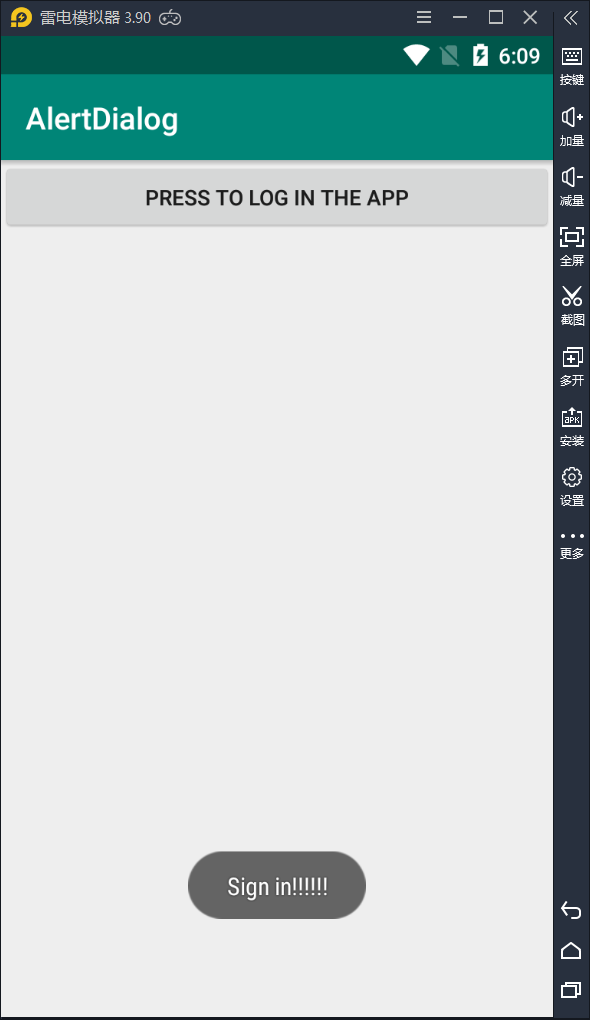 雷电模拟器 3.90
6:09
AlertDialog
PRESS TO LOG IN THE APP
Sign in!!!!!!
按键
加量
减量
全屏
截图
多开
APK
安装
设置
更多